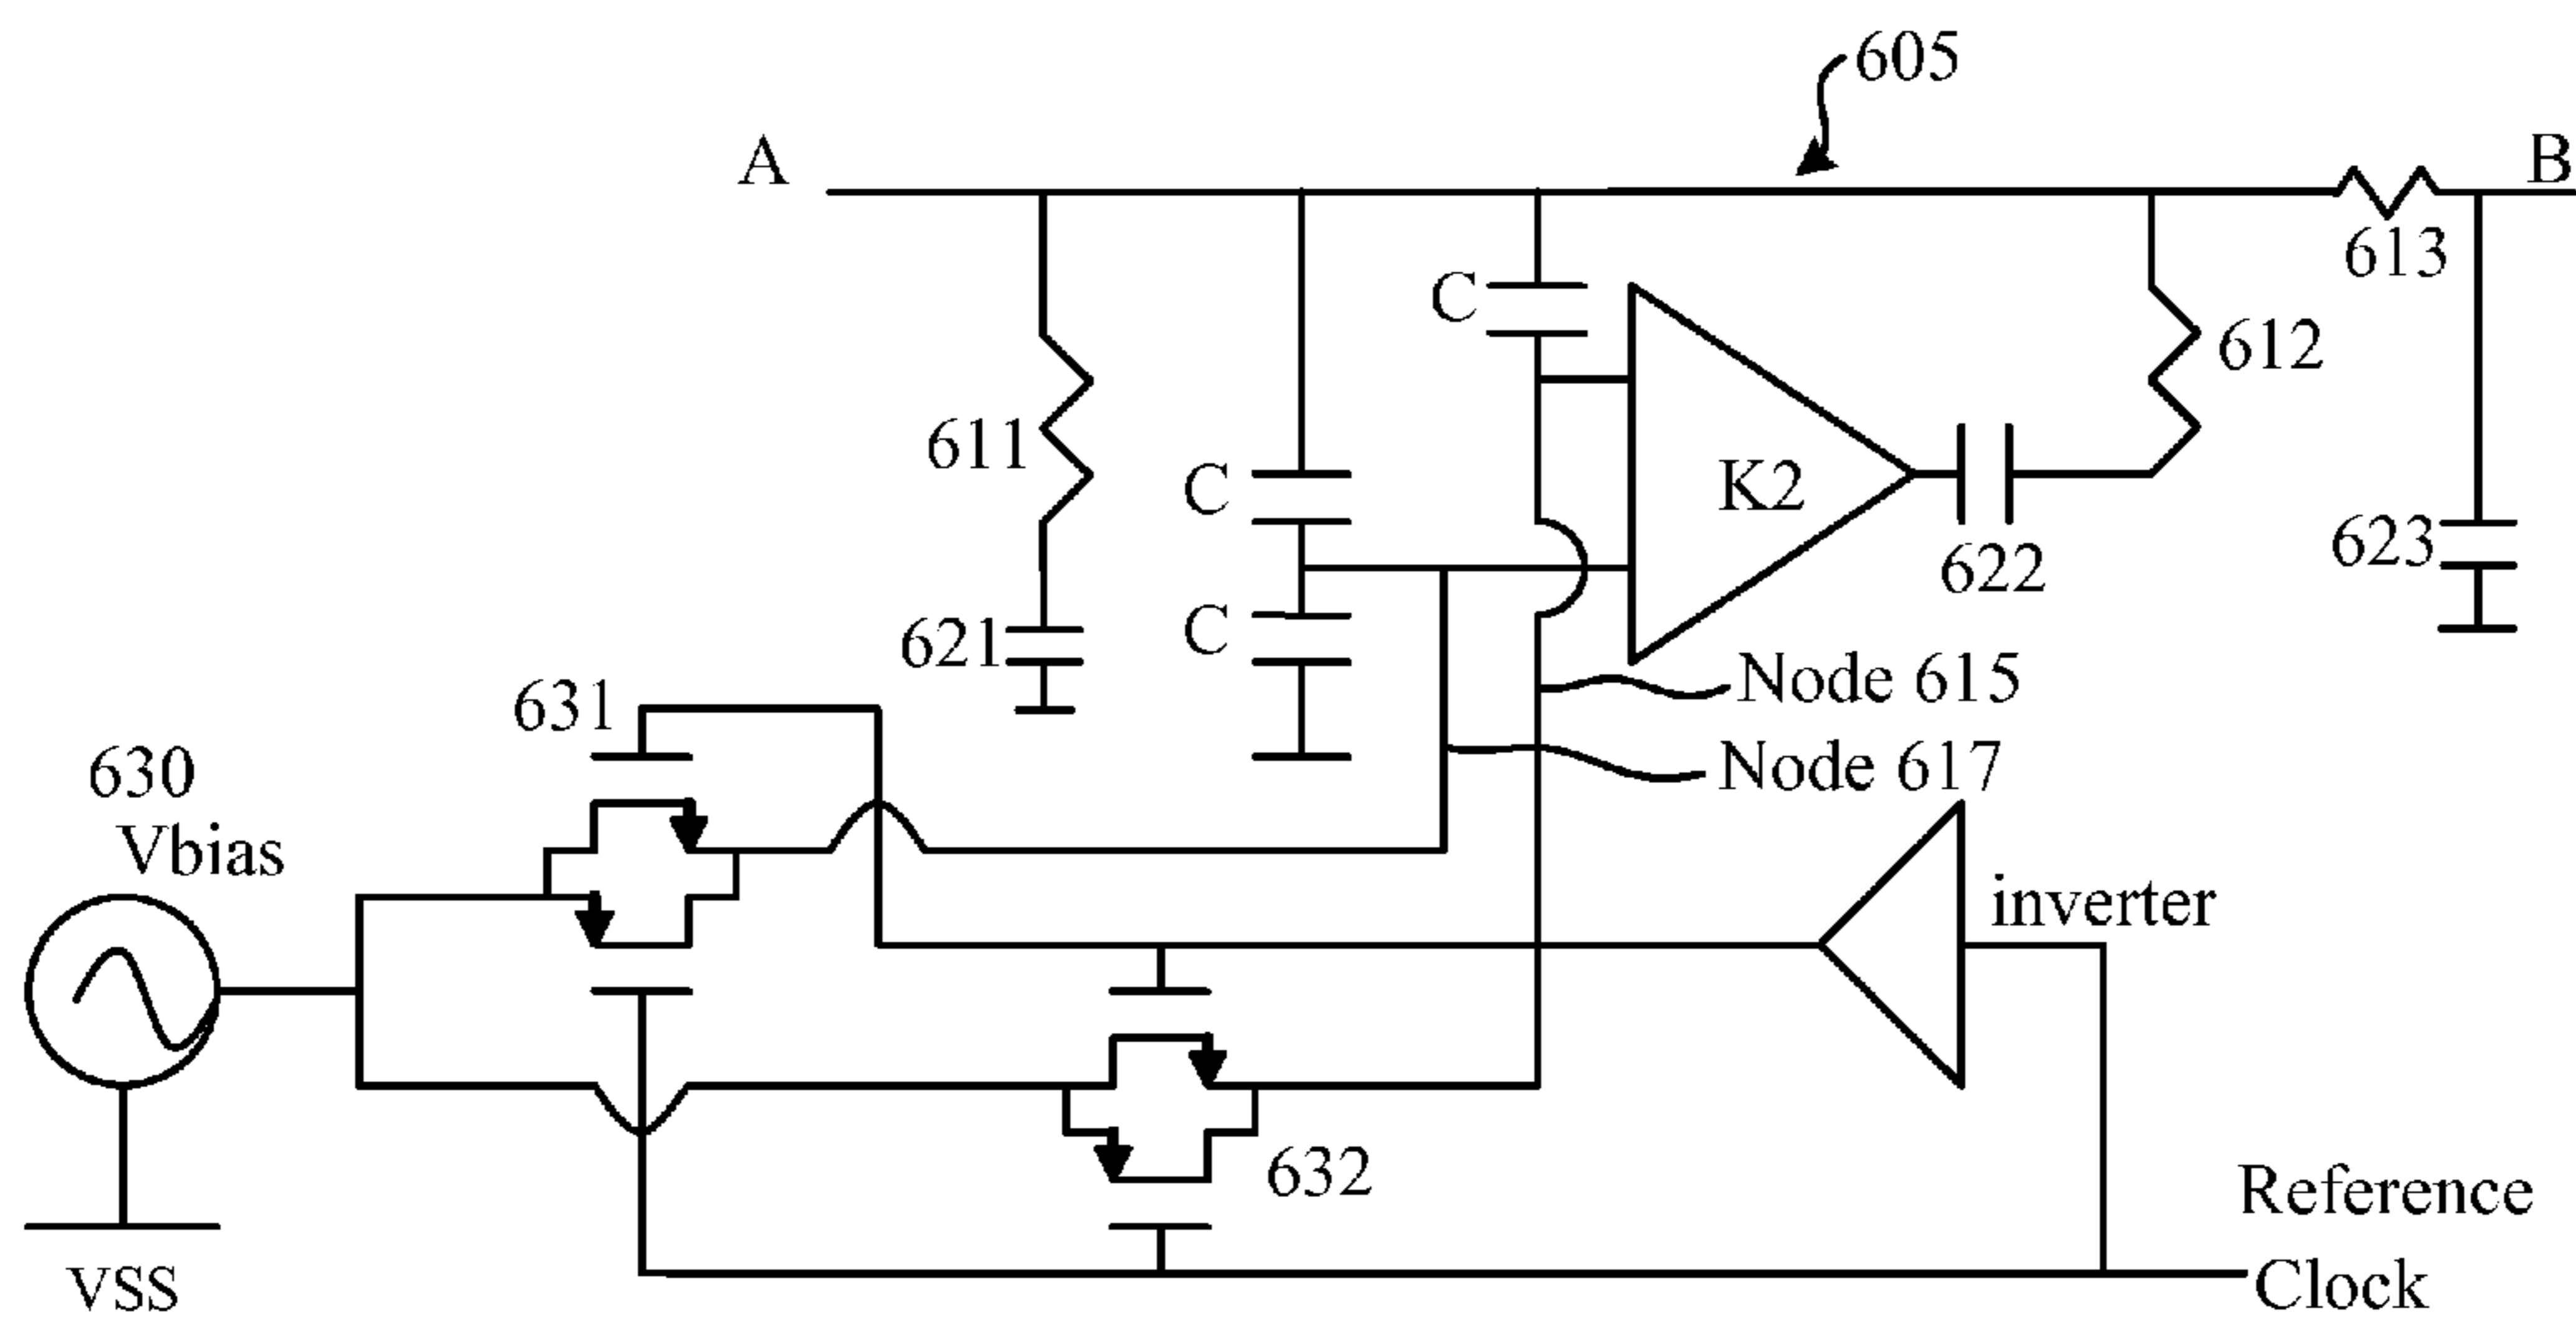 605
A
B
613
C
612
611
K2
C
623
622
C
621
Node 615
631
Node 617
630
Vbias
inverter
632
Reference
Clock
VSS